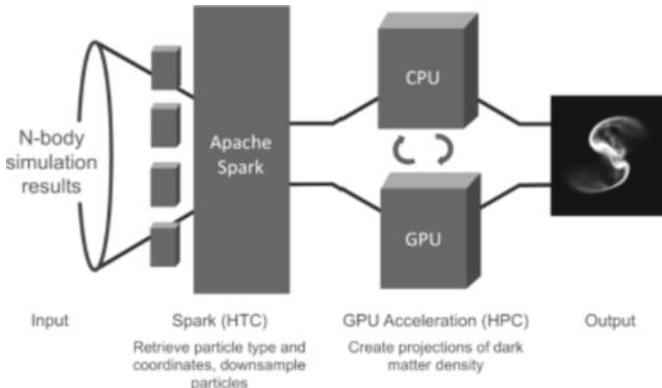 N-body
simulation
results
Apache
Spark
CPU
GPU
Input
Spark (HTC)
GPU Acceleration (HPC)
Output
Retrieve particle type and
coordinates, downsample
particles
Create projections of dark
matter density